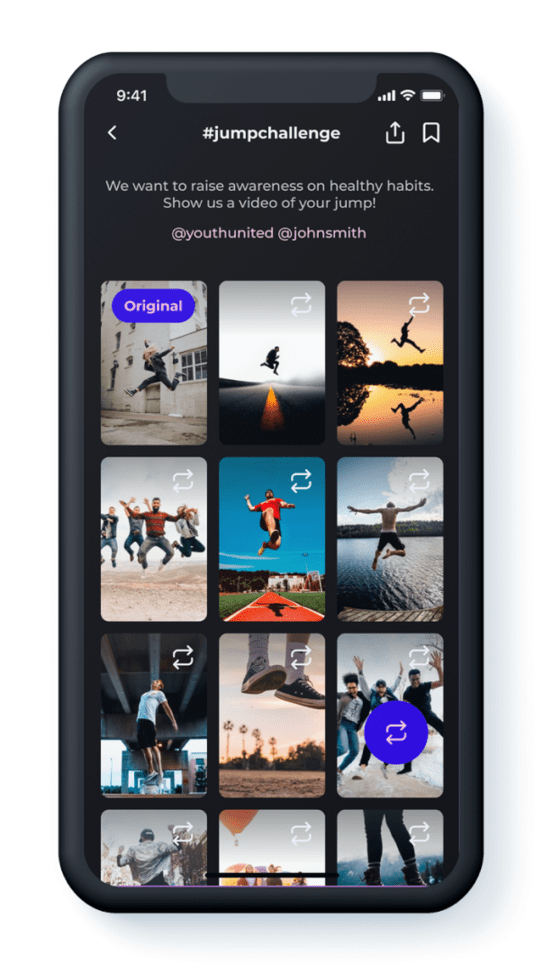 9:41
#jumpchallenge
We want to raise awareness on healthy habits.
Show us a video of your jump!
@youthunited @johnsmith
Original